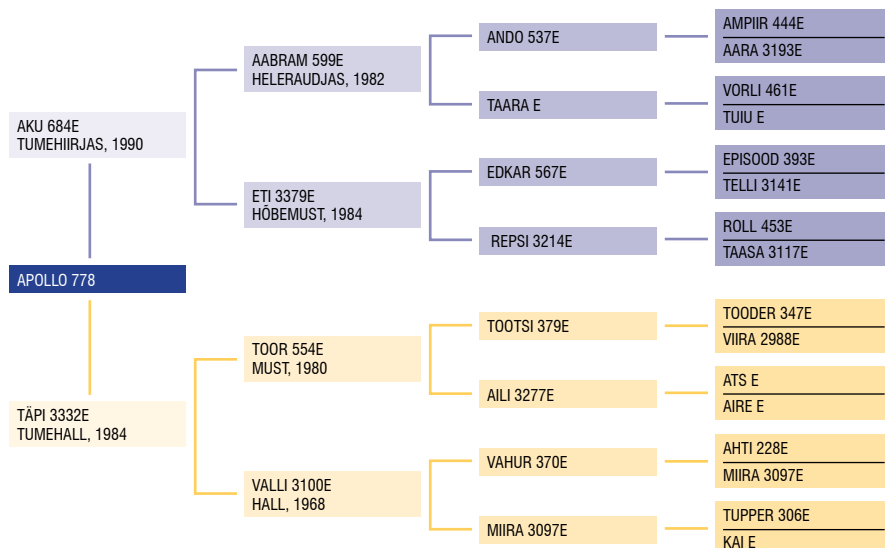 AKU 684E
TUMEHIIRJAS, 1990
APOLLO 778
TÄPI 3332E
TUMEHALL, 1984
AABRAM 599E
HELERAUDJAS, 1982
ETI 3379E
HÕBEMUST, 1984
TOOR 554E
MUST, 1980
VALLI 3100E
HALL, 1968
ANDO 537E
TAARA E
EDKAR 567E
REPSI 3214E
TOOTSI 379E
AILI 3277E
VAHUR 370E
MIIRA 3097E
AMPIIR 444E
AARA 3193E
VORLI 461E
TUIU E
EPISOOD 393E
TELLI 3141E
ROLL 453E
TAASA 3117E
TOODER 347E
VIIRA 2988E
ATS E
AIRE E
AHTI 228E
MIIRA 3097E
TUPPER 306E
KAI E